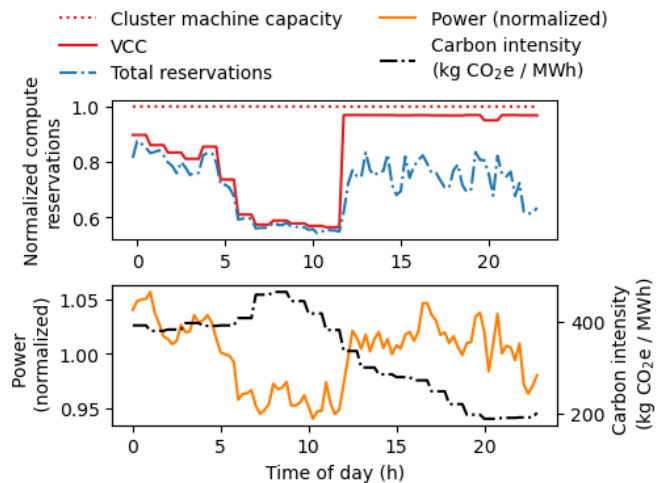 Cluster machine capacity
VCC
Total reservations
Power (normalized)
Carbon intensity
(kg CO₂e / MWh)
Normalized compute
reservations
1.0
0.8
0.6
0
5
10
15
20
Power
(normalized)
1.05
1.00
0.95
400
200
Carbon intensity
(kg CO₂e / MWh)
0
5
10
15
20
Time of day (h)